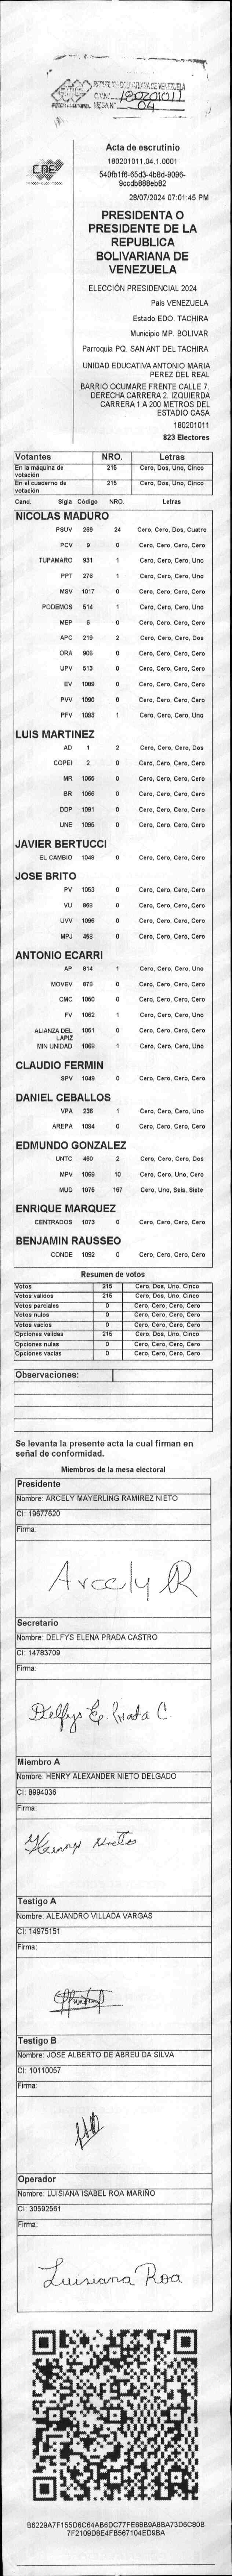 REPUBLICA BOLIVARIANA DE VENEZUELA
180201011
MESA N° 04
CNE
Acta de escrutinio
180201011.04.1.0001
540fb1f6-65d3-4b8d-9096-
9ccdb888eb82
28/07/2024 07:01:45 PM
PRESIDENTA O
PRESIDENTE DE LA
REPUBLICA
BOLIVARIANA DE
VENEZUELA
ELECCIÓN PRESIDENCIAL 2024
País VENEZUELA
Estado EDO. TACHIRA
Municipio MP. BOLIVAR
Parroquia PQ. SAN ANT DEL TACHIRA
UNIDAD EDUCATIVA ANTONIO MARIA
PEREZ DEL REAL
BARRIO OCUMARE FRENTE CALLE 7.
DERECHA CARRERA 2. IZQUIERDA
CARRERA 1 A 200 METROS DEL
ESTADIO CASA
180201011
823 Electores
Votantes NRO. Letras
En la máquina de votación 215 Cero, Dos, Uno, Cinco
En el cuaderno de votación 215 Cero, Dos, Uno, Cinco
Cand. Sigla Código NRO. Letras
NICOLAS MADURO
PSUV 269 24 Cero, Cero, Dos, Cuatro
PCV 9 0 Cero, Cero, Cero, Cero
TUPAMARO 931 1 Cero, Cero, Cero, Uno
PPT 276 1 Cero, Cero, Cero, Uno
MSV 1017 0 Cero, Cero, Cero, Cero
PODEMOS 514 1 Cero, Cero, Cero, Uno
MEP 6 0 Cero, Cero, Cero, Cero
APC 219 2 Cero, Cero, Cero, Dos
ORA 906 0 Cero, Cero, Cero, Cero
UPV 513 0 Cero, Cero, Cero, Cero
EV 1089 0 Cero, Cero, Cero, Cero
PVV 1090 0 Cero, Cero, Cero, Cero
PFV 1093 1 Cero, Cero, Cero, Uno
LUIS MARTINEZ
AD 1 2 Cero, Cero, Cero, Dos
COPEI 2 0 Cero, Cero, Cero, Cero
MR 1065 0 Cero, Cero, Cero, Cero
BR 1066 0 Cero, Cero, Cero, Cero
DDP 1091 0 Cero, Cero, Cero, Cero
UNE 1095 0 Cero, Cero, Cero, Cero
JAVIER BERTUCCI
EL CAMBIO 1049 0 Cero, Cero, Cero, Cero
JOSE BRITO
PV 1053 0 Cero, Cero, Cero, Cero
VU 968 0 Cero, Cero, Cero, Cero
UVV 1096 0 Cero, Cero, Cero, Cero
MPJ 459 0 Cero, Cero, Cero, Cero
ANTONIO ECARRI
AP 814 1 Cero, Cero, Cero, Uno
MOVEV 878 0 Cero, Cero, Cero, Cero
CMC 1050 0 Cero, Cero, Cero, Cero
FV 1062 1 Cero, Cero, Cero, Uno
ALIANZA DEL LAPIZ 1051 0 Cero, Cero, Cero, Cero
MIN UNIDAD 1068 1 Cero, Cero, Cero, Uno
CLAUDIO FERMIN
SPV 1049 0 Cero, Cero, Cero, Cero
DANIEL CEBALLOS
VPA 236 1 Cero, Cero, Cero, Uno
AREPA 1094 0 Cero, Cero, Cero, Cero
EDMUNDO GONZALEZ
UNTC 460 2 Cero, Cero, Cero, Dos
MPV 1069 10 Cero, Cero, Uno, Cero
MUD 1075 167 Cero, Uno, Seis, Siete
ENRIQUE MARQUEZ
CENTRADOS 1073 0 Cero, Cero, Cero, Cero
BENJAMIN RAUSSEO
CONDE 1092 0 Cero, Cero, Cero, Cero
Resumen de votos
Votos 215 Cero, Dos, Uno, Cinco
Votos validos 215 Cero, Dos, Uno, Cinco
Votos parciales 0 Cero, Cero, Cero, Cero
Votos nulos 0 Cero, Cero, Cero, Cero
Votos vacios 0 Cero, Cero, Cero, Cero
Opciones validas 215 Cero, Dos, Uno, Cinco
Opciones nulas 0 Cero, Cero, Cero, Cero
Opciones vacias 0 Cero, Cero, Cero, Cero
Observaciones:
Se levanta la presente acta la cual firman en
señal de conformidad.
Miembros de la mesa electoral
Presidente
Nombre: ARCELY MAYERLING RAMIREZ NIETO
CI: 19677620
Firma:
Arcely R
Secretario
Nombre: DELFYS ELENA PRADA CASTRO
CI: 14783709
Firma:
Delfys E. Prada C.
Miembro A
Nombre: HENRY ALEXANDER NIETO DELGADO
CI: 8994036
Firma:
Henry Nieto
Testigo A
Nombre: ALEJANDRO VILLADA VARGAS
CI: 14975151
Firma:
Testigo B
Nombre: JOSE ALBERTO DE ABREU DA SILVA
CI: 10110057
Firma:
Operador
Nombre: LUISIANA ISABEL ROA MARIÑO
CI: 30592561
Firma:
Luisiana Roa
B6229A7F155D6C64AB6DC77FE88B9A8BA73D6C80B
7F2109D8E4FB567104ED9BA